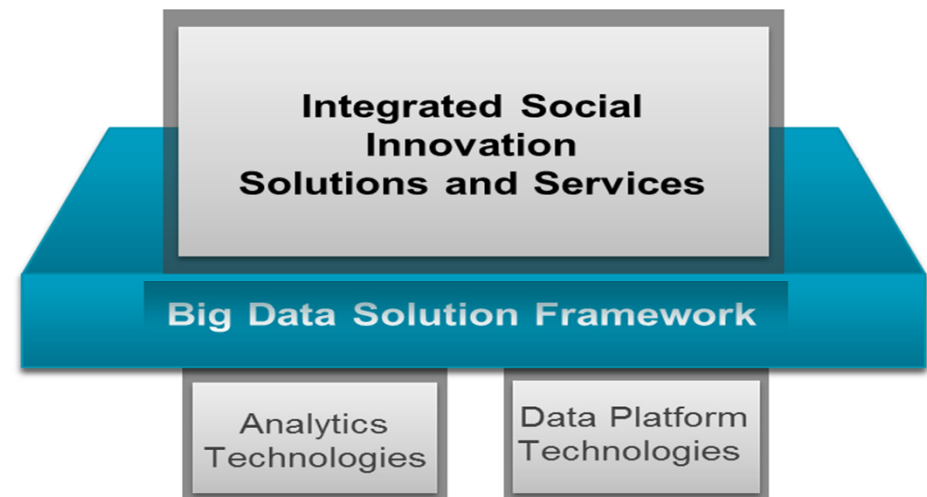 Integrated Social
Innovation
Solutions and Services
Big Data Solution Framework
Analytics
Technologies
Data Platform
Technologies